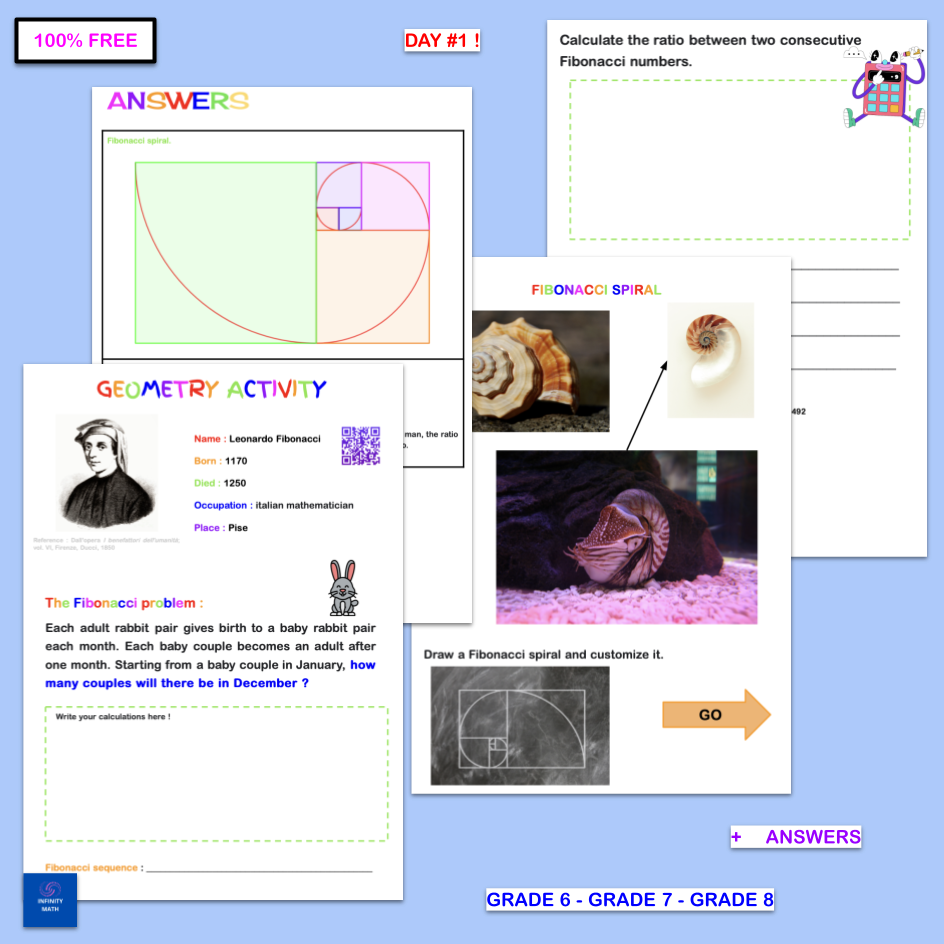 100% FREE
DAY #1 !
Calculate the ratio between two consecutive
Fibonacci numbers.
ANSWERS
Fibonacci spiral.
FIBONACCI SPIRAL
492
man, the ratio
o.
GEOMETRY ACTIVITY
Name : Leonardo Fibonacci
Born : 1170
Died : 1250
Occupation : italian mathematician
Place : Pise
Reference : Dall'opera I benefattori dell'umanità;
vol. VI, Firenze, Ducci, 1850
The Fibonacci problem :
Each adult rabbit pair gives birth to a baby rabbit pair
each month. Each baby couple becomes an adult after
one month. Starting from a baby couple in January, how
many couples will there be in December ?
Write your calculations here !
Fibonacci sequence :
INFINITY
MATH
Draw a Fibonacci spiral and customize it.
GO
+ ANSWERS
GRADE 6 - GRADE 7 - GRADE 8